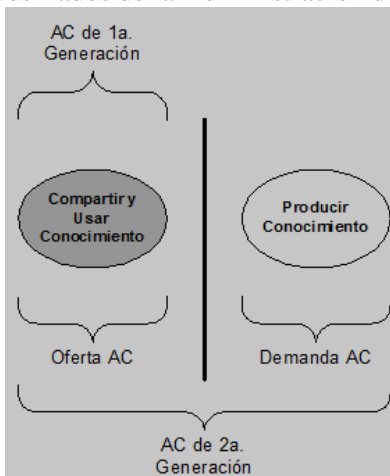 AC de 1a.
Generación
Compartir y
Usar
Conocimiento
Producir
Conocimiento
Oferta AC
Demanda AC
AC de 2a.
Generación